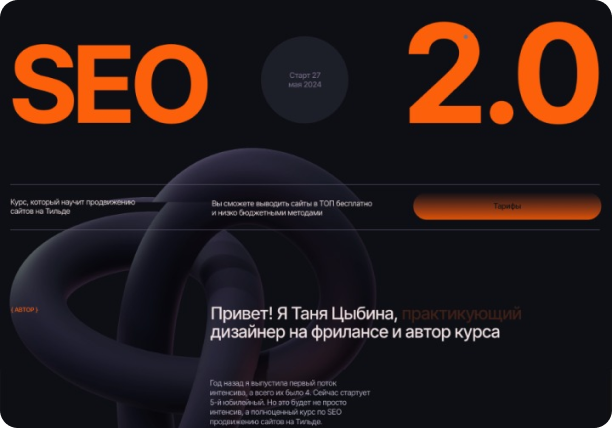 SEO
Старт 27
мая 2024
2.0
Курс, который научит продвижению
сайтов на Тильде
Вы сможете выводить сайты в ТОП бесплатно
и низко бюджетными методами
Тарифы
( АВТОР )
Привет! Я Таня Цыбина, практикующий
дизайнер на фрилансе и автор курса
Год назад я выпустила первый поток
интенсива, а всего их было 4. Сейчас стартует
5-й юбилейный. Но это будет не просто
интенсив, а полноценный курс по SEO
продвижению сайтов на Тильде.